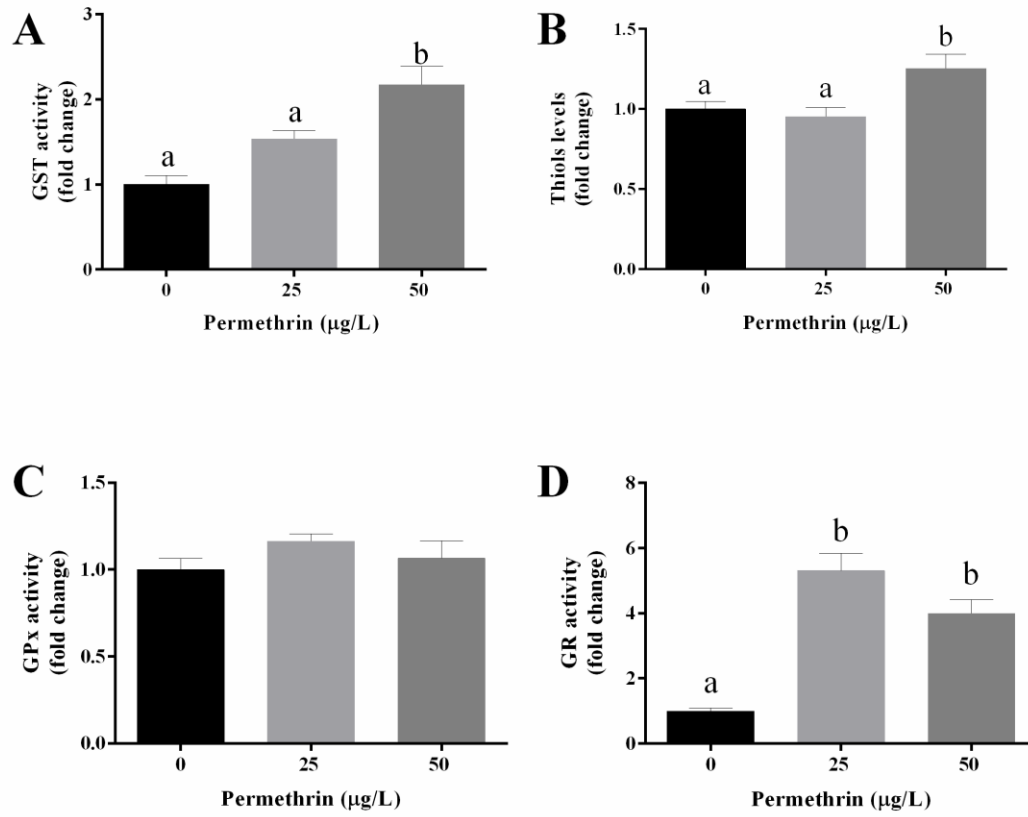 A
GST activity
(fold change)
3
2
1
0
a
a
b
0 25 50
Permethrin (μg/L)
B
Thiols levels
(fold change)
1.5
1.0
0.5
0.0
a
a
b
0 25 50
Permethrin (μg/L)
C
GPx activity
(fold change)
1.5
1.0
0.5
0.0
0 25 50
Permethrin (μg/L)
D
GR activity
(fold change)
8
6
4
2
0
a
b
b
0 25 50
Permethrin (μg/L)